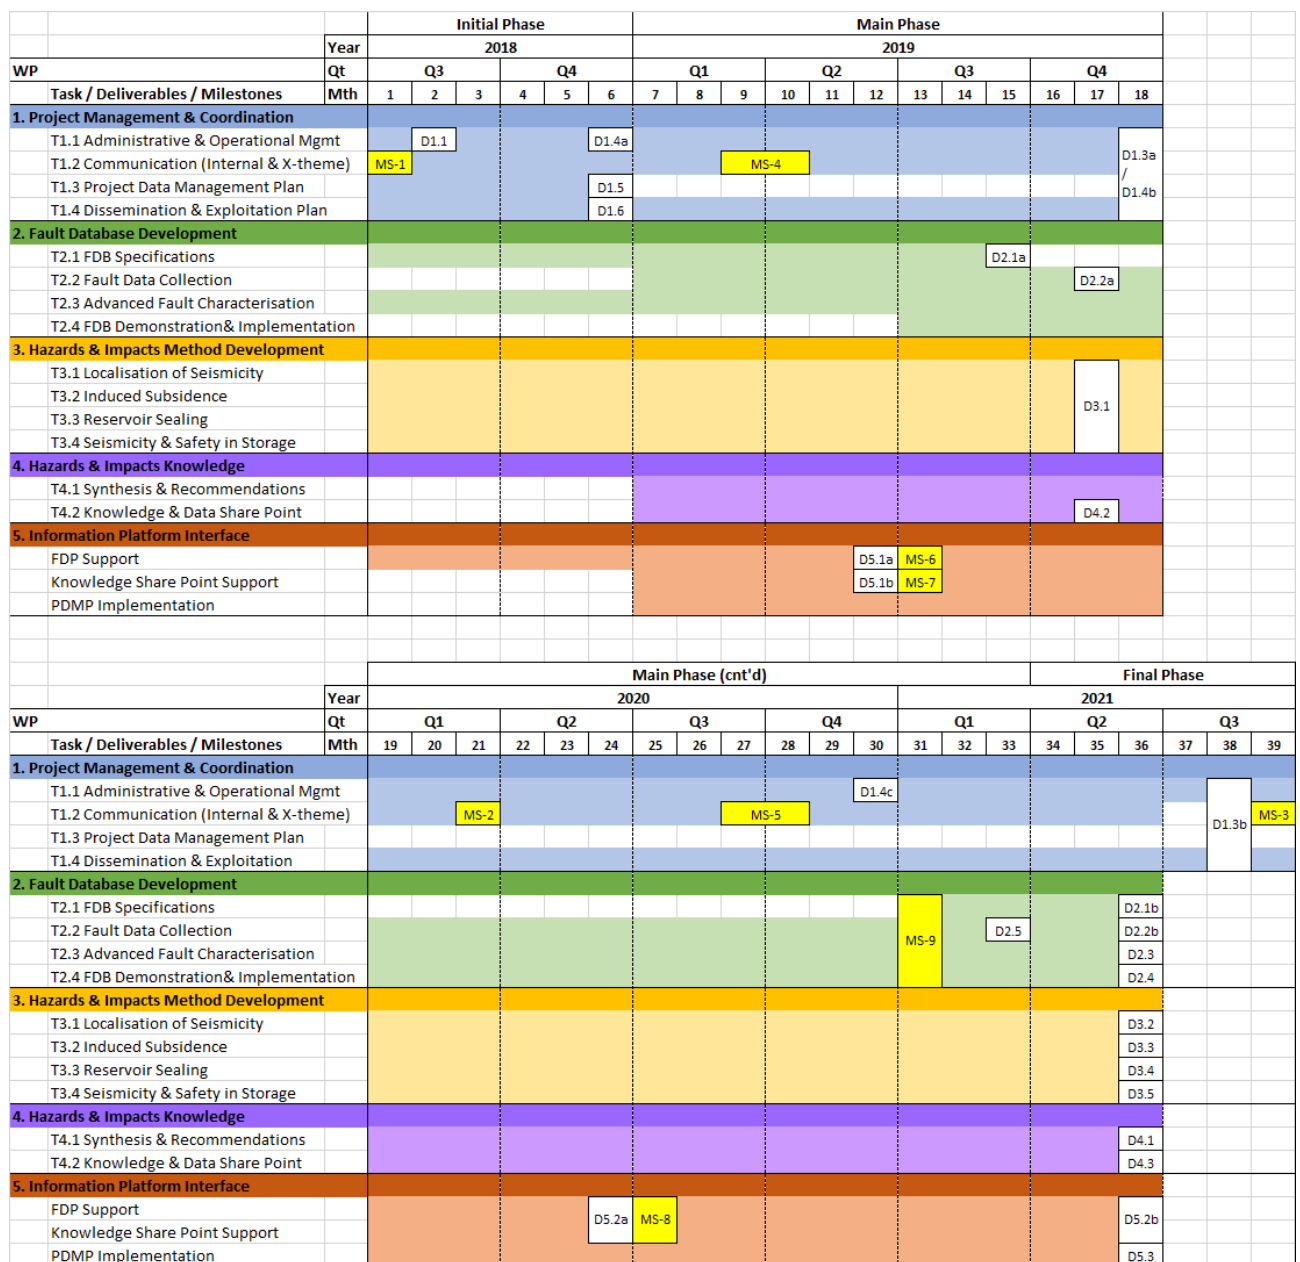 Initial Phase Main Phase
Year 2018 2019
WP Qt Q3 Q4 Q1 Q2 Q3 Q4
Task / Deliverables / Milestones Mth 1 2 3 4 5 6 7 8 9 10 11 12 13 14 15 16 17 18
1. Project Management & Coordination
T1.1 Administrative & Operational Mgmt D1.1 D1.4a
T1.2 Communication (Internal & X-theme) MS-1 MS-4 D1.3a
/
T1.3 Project Data Management Plan D1.5 D1.4b
T1.4 Dissemination & Exploitation Plan D1.6
2. Fault Database Development
T2.1 FDB Specifications D2.1a
T2.2 Fault Data Collection D2.2a
T2.3 Advanced Fault Characterisation
T2.4 FDB Demonstration& Implementation
3. Hazards & Impacts Method Development
T3.1 Localisation of Seismicity
T3.2 Induced Subsidence D3.1
T3.3 Reservoir Sealing
T3.4 Seismicity & Safety in Storage
4. Hazards & Impacts Knowledge
T4.1 Synthesis & Recommendations
T4.2 Knowledge & Data Share Point D4.2
5. Information Platform Interface
FDP Support D5.1a MS-6
Knowledge Share Point Support D5.1b MS-7
PDMP Implementation
Main Phase (cnt'd) Final Phase
Year 2020 2021
WP Qt Q1 Q2 Q3 Q4 Q1 Q2 Q3
Task / Deliverables / Milestones Mth 19 20 21 22 23 24 25 26 27 28 29 30 31 32 33 34 35 36 37 38 39
1. Project Management & Coordination
T1.1 Administrative & Operational Mgmt D1.4c
T1.2 Communication (Internal & X-theme) MS-2 MS-5 D1.3b MS-3
T1.3 Project Data Management Plan
T1.4 Dissemination & Exploitation
2. Fault Database Development
T2.1 FDB Specifications D2.1b
T2.2 Fault Data Collection MS-9 D2.5 D2.2b
T2.3 Advanced Fault Characterisation D2.3
T2.4 FDB Demonstration& Implementation D2.4
3. Hazards & Impacts Method Development
T3.1 Localisation of Seismicity D3.2
T3.2 Induced Subsidence D3.3
T3.3 Reservoir Sealing D3.4
T3.4 Seismicity & Safety in Storage D3.5
4. Hazards & Impacts Knowledge
T4.1 Synthesis & Recommendations D4.1
T4.2 Knowledge & Data Share Point D4.3
5. Information Platform Interface
FDP Support D5.2a MS-8 D5.2b
Knowledge Share Point Support
PDMP Implementation D5.3